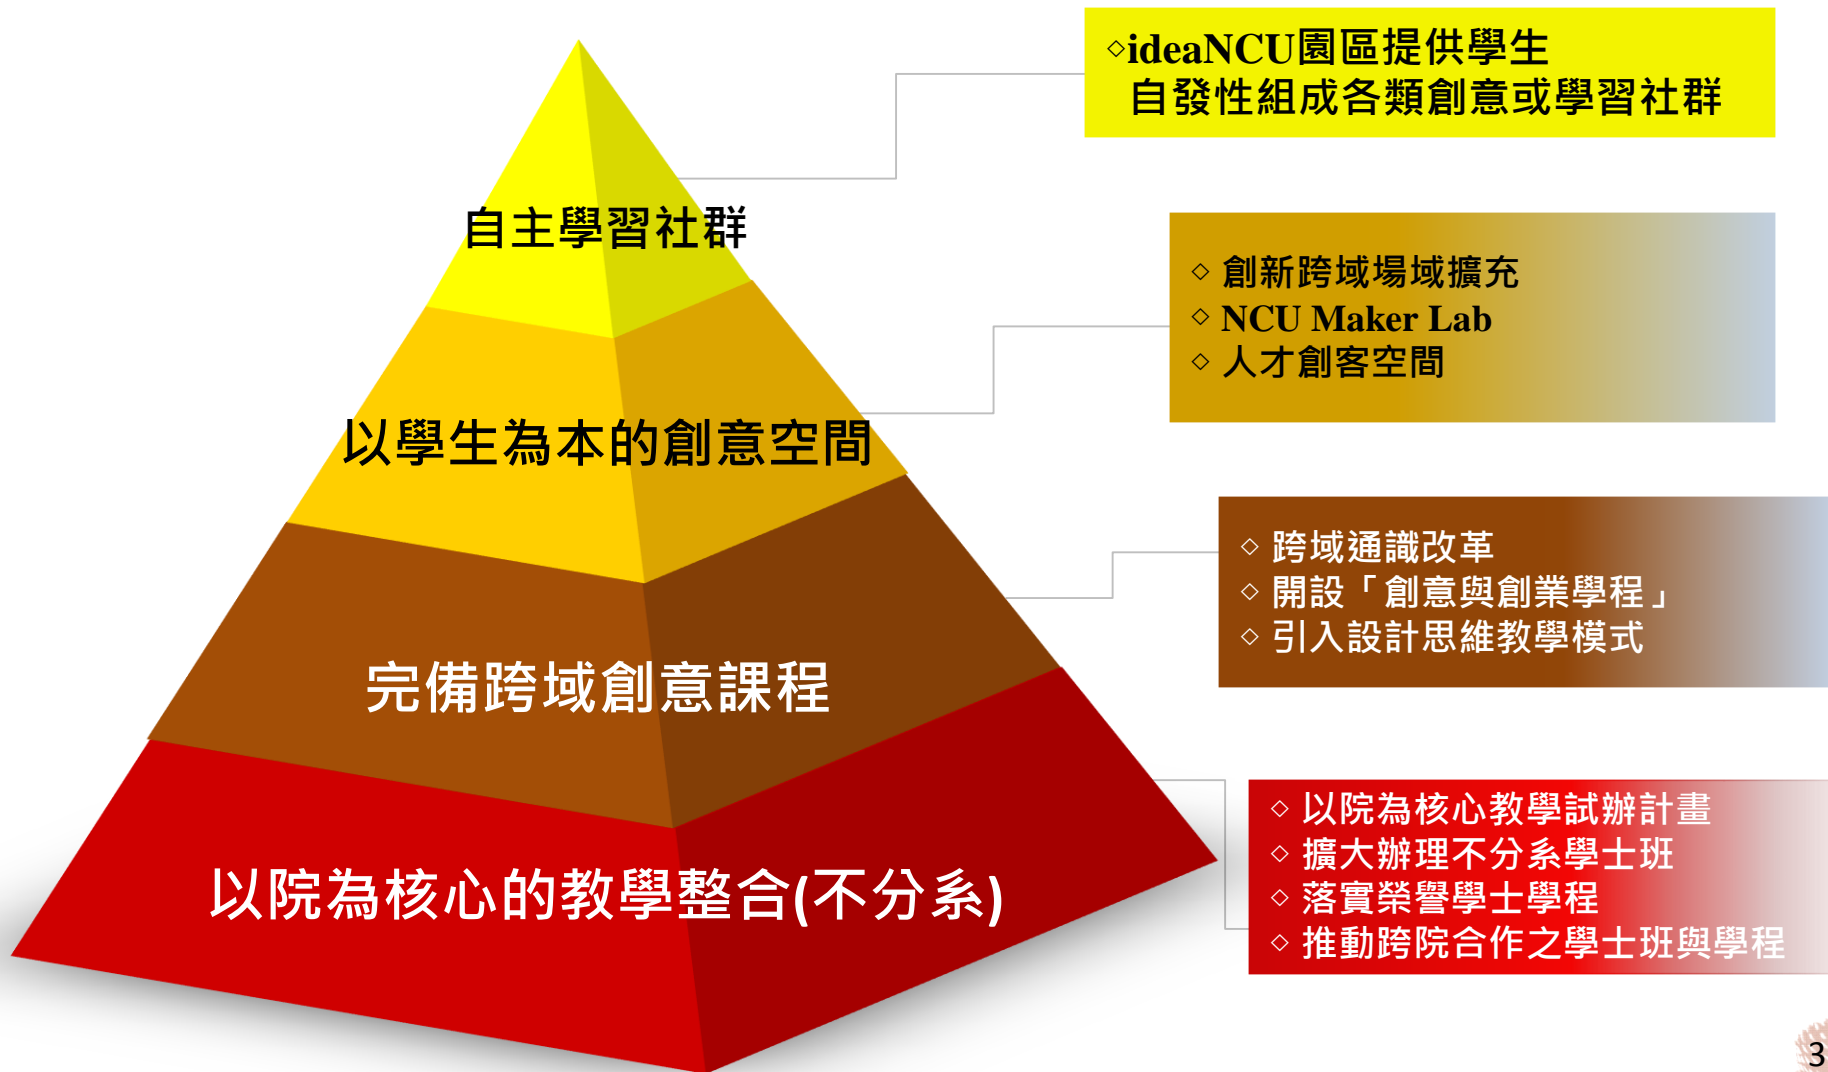 ◇ideaNCU園區提供學生
自發性組成各類創意或學習社群
自主學習社群
◇ 創新跨域場域擴充
◇ NCU Maker Lab
◇ 人才創客空間
以學生為本的創意空間
◇ 跨域通識改革
◇ 開設「創意與創業學程」
◇ 引入設計思維教學模式
完備跨域創意課程
◇ 以院為核心教學試辦計畫
◇ 擴大辦理不分系學士班
◇ 落實榮譽學士學程
◇ 推動跨院合作之學士班與學程
以院為核心的教學整合(不分系)
3